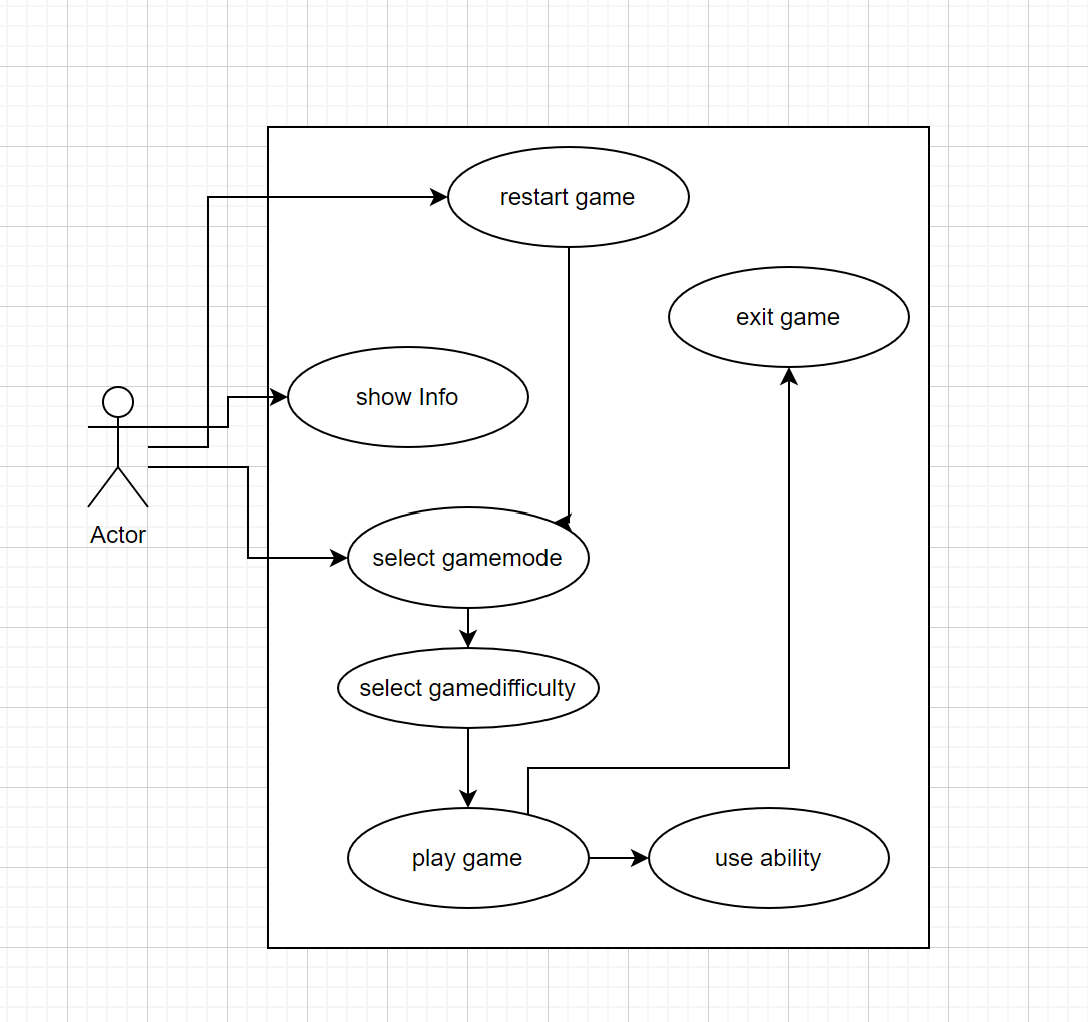 restart game
exit game
show Info
Actor
select gamemode
select gamedifficulty
play game
use ability